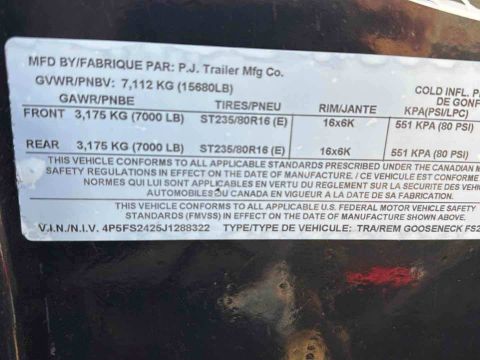 MFD BY/FABRIQUE PAR: P.J. Trailer Mfg Co.
GVWR/PNBV: 7,112 KG (15680LB)
GAWR/PNBE TIRES/PNEU RIM/JANTE COLD INFL. P
KPA(PSI/LPC)
DE GONF
FRONT 3,175 KG (7000 LB) ST235/80R16 (E) 16x6K 551 KPA (80 PSI)
REAR 3,175 KG (7000 LB) ST235/80R16 (E) 16x6K 551 KPA (80 PSI)
THIS VEHICLE CONFORMS TO ALL APPLICABLE STANDARDS PRESCRIBED UNDER THE CANADIAN M
SAFETY REGULATIONS IN EFFECT ON THE DATE OF MANUFACTURE. / CE VEHICULE EST CONFORME
NORMES QUI LUI SONT APPLICABLES EN VERTU DU REGLEMENT SUR LA SECURITE DES VEH
AUTOMOBILES DU CANADA EN VIGUEUR A LA DATE DE SA FABRICATION.
THIS VEHICLE CONFORMS TO ALL APPLICABLE U.S. FEDERAL MOTOR VEHICLE SAFETY
STANDARDS (FMVSS) IN EFFECT ON THE DATE OF MANUFACTURE SHOWN ABOVE.
V.I.N./N.I.V. 4P5FS2425J1288322 TYPE/TYPE DE VEHICULE: TRA/REM GOOSENECK FS2